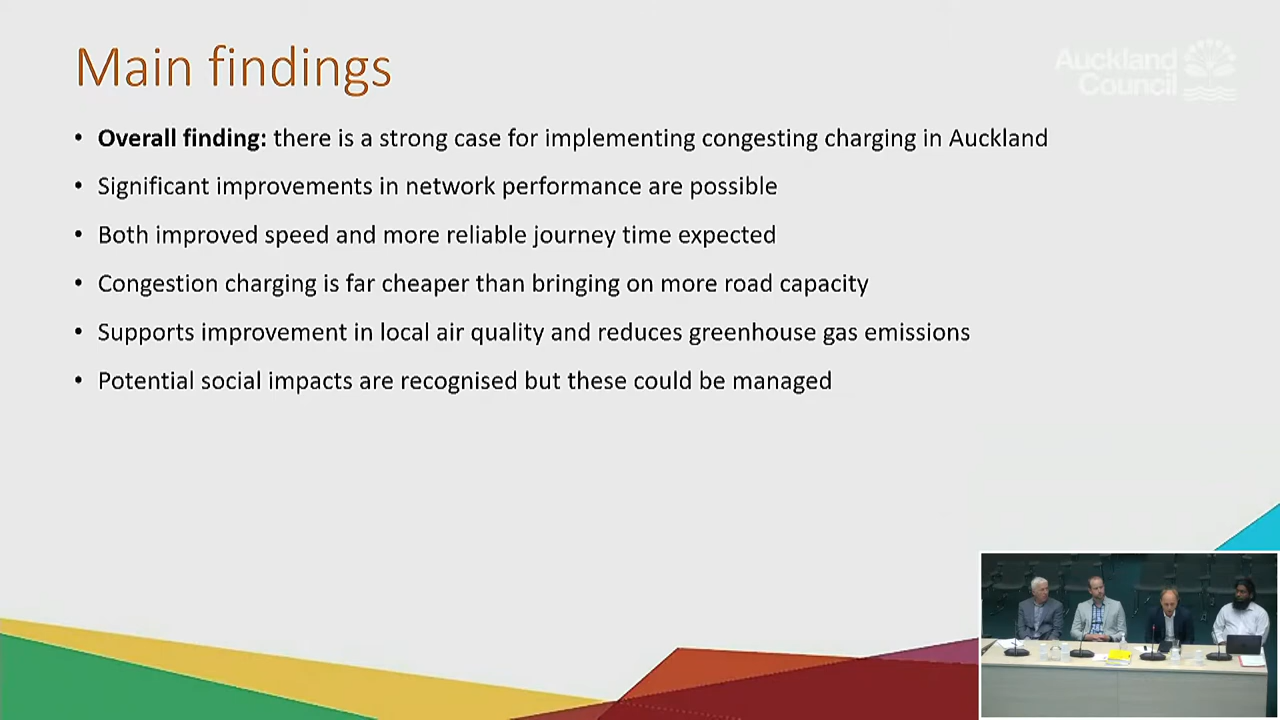 Main findings
Auckland
Council
• Overall finding: there is a strong case for implementing congesting charging in Auckland
• Significant improvements in network performance are possible
• Both improved speed and more reliable journey time expected
• Congestion charging is far cheaper than bringing on more road capacity
• Supports improvement in local air quality and reduces greenhouse gas emissions
• Potential social impacts are recognised but these could be managed